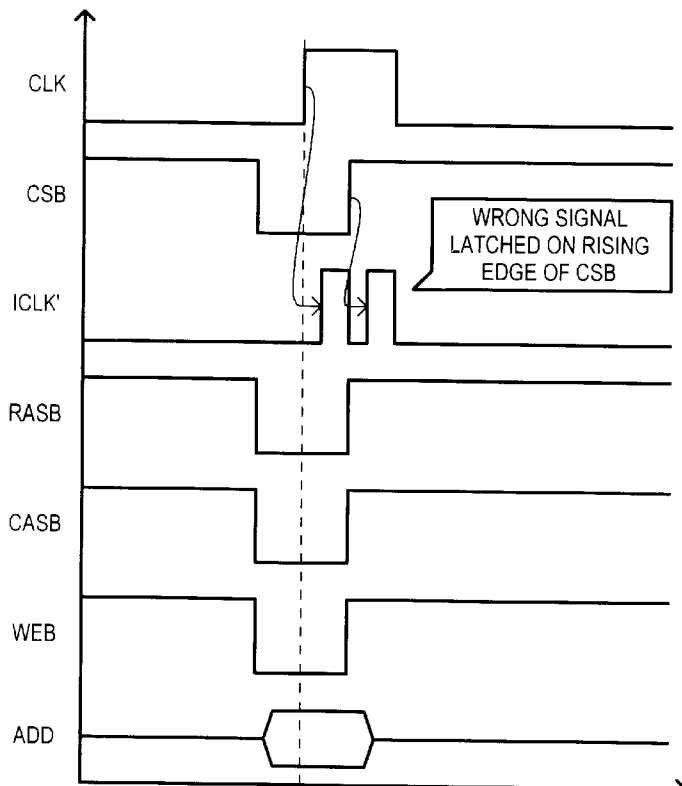 CLK
CSB
WRONG SIGNAL
LATCHED ON RISING
EDGE OF CSB
ICLK'
RASB
CASB
WEB
ADD